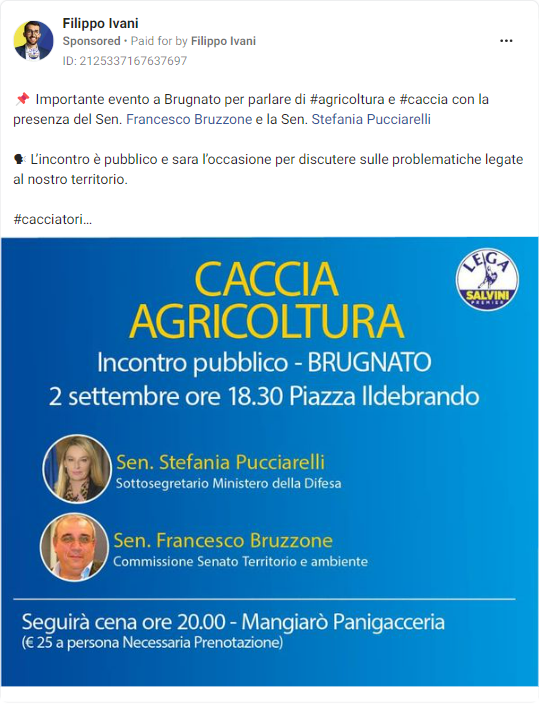 Filippo Ivani
Sponsored • Paid for by Filippo Ivani
ID: 2125337167637697
📌 Importante evento a Brugnato per parlare di #agricoltura e #caccia con la
presenza del Sen. Francesco Bruzzone e la Sen. Stefania Pucciarelli
🗣 L'incontro è pubblico e sara l'occasione per discutere sulle problematiche legate
al nostro territorio.
#cacciatori...
LEGA
SALVINI
PREMIER
CACCIA
AGRICOLTURA
Incontro pubblico - BRUGNATO
2 settembre ore 18.30 Piazza Ildebrando
Sen. Stefania Pucciarelli
Sottosegretario Ministero della Difesa
Sen. Francesco Bruzzone
Commissione Senato Territorio e ambiente
Seguirà cena ore 20.00 - Mangiarò Panigacceria
(€ 25 a persona Necessaria Prenotazione)